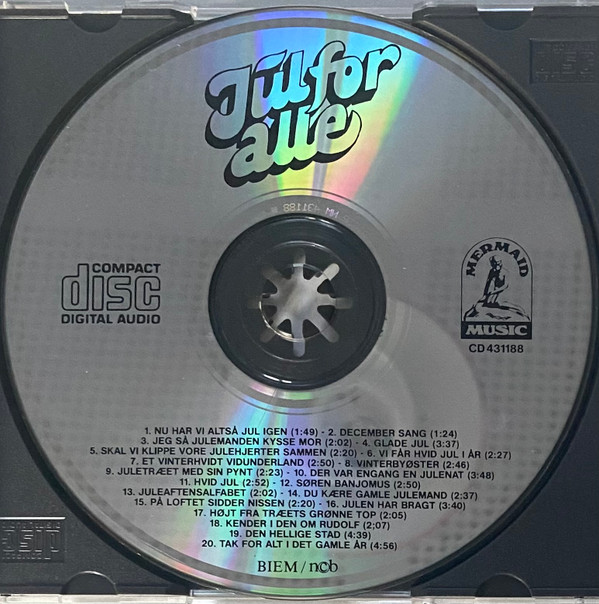 Jul for
alle
MM-431188
COMPACT
disc
DIGITAL AUDIO
MERMAID
MUSIC
CD 431188
1. NU HAR VI ALTSÅ JUL IGEN (1:49) - 2. DECEMBER SANG (1:24)
3. JEG SÅ JULEMANDEN KYSSE MOR (2:02) - 4. GLADE JUL (3:37)
5. SKAL VI KLIPPE VORE JULEHJERTER SAMMEN (2:20) - 6. VI FÅR HVID JUL I ÅR (2:27)
7. ET VINTERHVIDT VIDUNDERLAND (2:50) - 8. VINTERBYØSTER (2:46)
9. JULETRÆET MED SIN PYNT (2:23) - 10. DER VAR ENGANG EN JULENAT (3:48)
11. HVID JUL (2:52) - 12. SØREN BANJOMUS (2:50)
13. JULEAFTENSALFABET (2:02) - 14. DU KÆRE GAMLE JULEMAND (2:37)
15. PÅ LOFTET SIDDER NISSEN (2:20) - 16. JULEN HAR BRAGT (3:40)
17. HØJT FRA TRÆETS GRØNNE TOP (2:05)
18. KENDER I DEN OM RUDOLF (2;07)
19. DEN HELLIGE STAD (4:39)
20. TAK FOR ALT I DET GAMLE ÅR (4:56)
BIEM / ncb